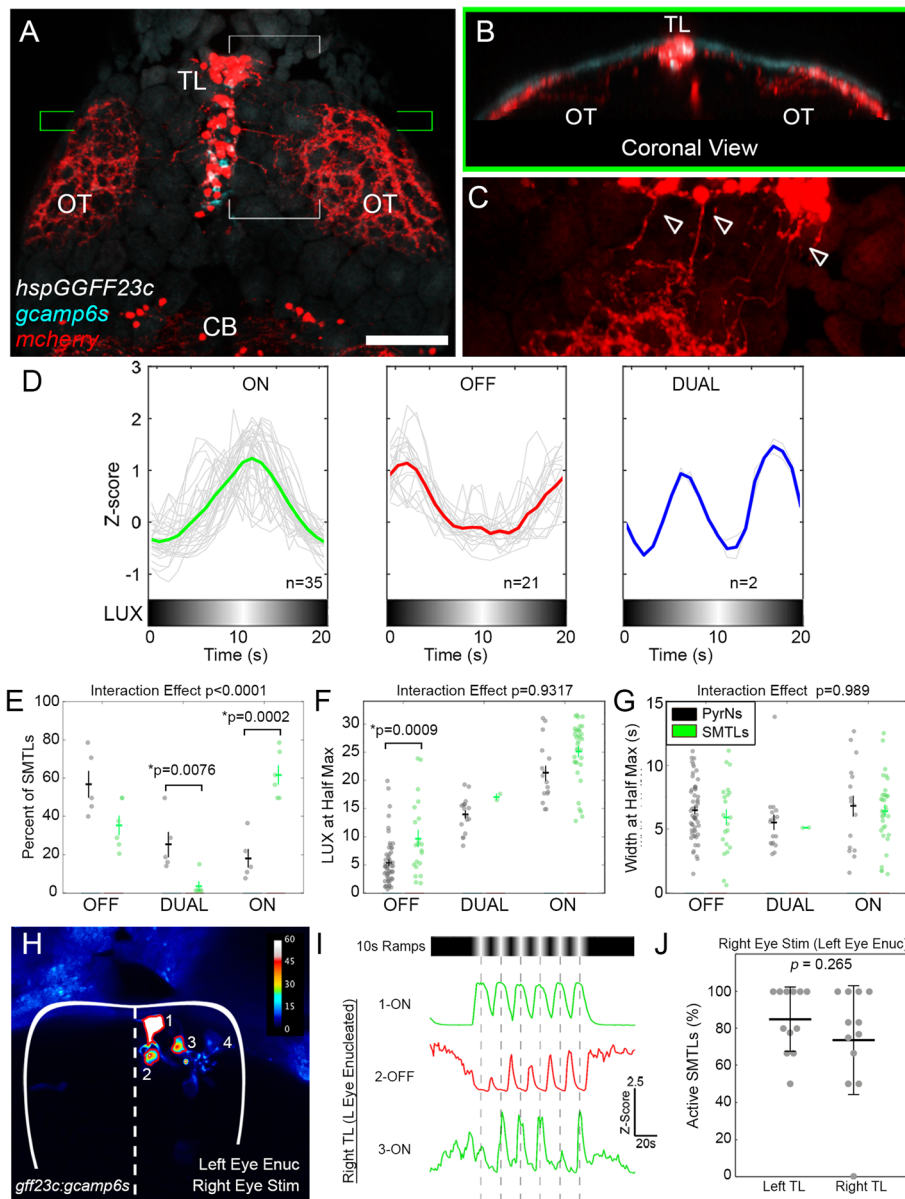 A
TL
OT
OT
hspGGFF23c
gcamp6s
mcherry
CB
B
TL
OT
OT
Coronal View
C
D
ON
OFF
DUAL
3
2
1
0
-1
Z-score
n=35
n=21
n=2
LUX
0 10 20
0 10 20
0 10 20
Time (s)
Time (s)
Time (s)
E
Interaction Effect p<0.0001
100
80
60
40
20
0
Percent of SMTLs
*p=0.0076
*p=0.0002
OFF DUAL ON
F
Interaction Effect p=0.9317
30
25
20
15
10
5
0
LUX at Half Max
*p=0.0009
OFF DUAL ON
G
Interaction Effect p=0.989
15
10
5
0
Width at Half Max (s)
PyrNs
SMTLs
OFF DUAL ON
H
60
45
30
15
0
1
2
3
4
gff23c:gcamp6s
Left Eye Enuc
Right Eye Stim
I
10s Ramps
Right TL (L Eye Enucleated)
1-ON
2-OFF
3-ON
2.5
Z-Score
20s
J
Right Eye Stim (Left Eye Enuc)
p = 0.265
100
80
60
40
20
0
Active SMTLs (%)
Left TL Right TL